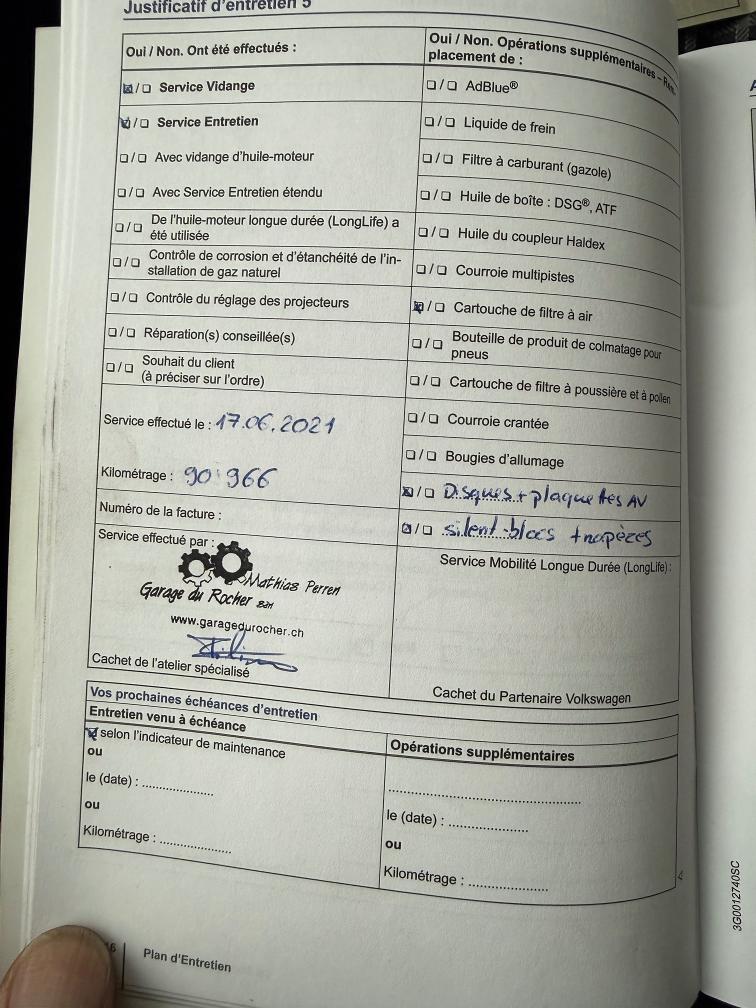 Justificatif d'entretien 5
Oui / Non. Ont été effectués :
☒/☐ Service Vidange
☒/☐ Service Entretien
☐/☐ Avec vidange d'huile-moteur
☐/☐ Avec Service Entretien étendu
☐/☐ De l'huile-moteur longue durée (LongLife) a
été utilisée
☐/☐ Contrôle de corrosion et d'étanchéité de l'in-
stallation de gaz naturel
☐/☐ Contrôle du réglage des projecteurs
☐/☐ Réparation(s) conseillée(s)
☐/☐ Souhait du client
(à préciser sur l'ordre)
Service effectué le : 17.06.2021
Kilométrage : 90'966
Numéro de la facture :
Service effectué par :
Mathias Perren
Garage du Rocher
www.garagedurocher.ch
Cachet de l'atelier spécialisé
Oui / Non. Opérations supplémentaires – Rem-
placement de :
☐/☐ AdBlue®
☐/☐ Liquide de frein
☐/☐ Filtre à carburant (gazole)
☐/☐ Huile de boîte : DSG®, ATF
☐/☐ Huile du coupleur Haldex
☐/☐ Courroie multipistes
☒/☐ Cartouche de filtre à air
☐/☐ Bouteille de produit de colmatage pour
pneus
☐/☐ Cartouche de filtre à poussière et à pollen
☐/☐ Courroie crantée
☐/☐ Bougies d'allumage
☒/☐ Disques + plaquettes AV
☒/☐ silent-blocs trapèzes
Service Mobilité Longue Durée (LongLife) :
Cachet du Partenaire Volkswagen
Vos prochaines échéances d'entretien
Entretien venu à échéance
☒ selon l'indicateur de maintenance
ou
le (date) : ....................
ou
Kilométrage : ....................
Opérations supplémentaires
..................................................
le (date) : ....................
ou
Kilométrage : ....................
Plan d'Entretien
3G0012740SC